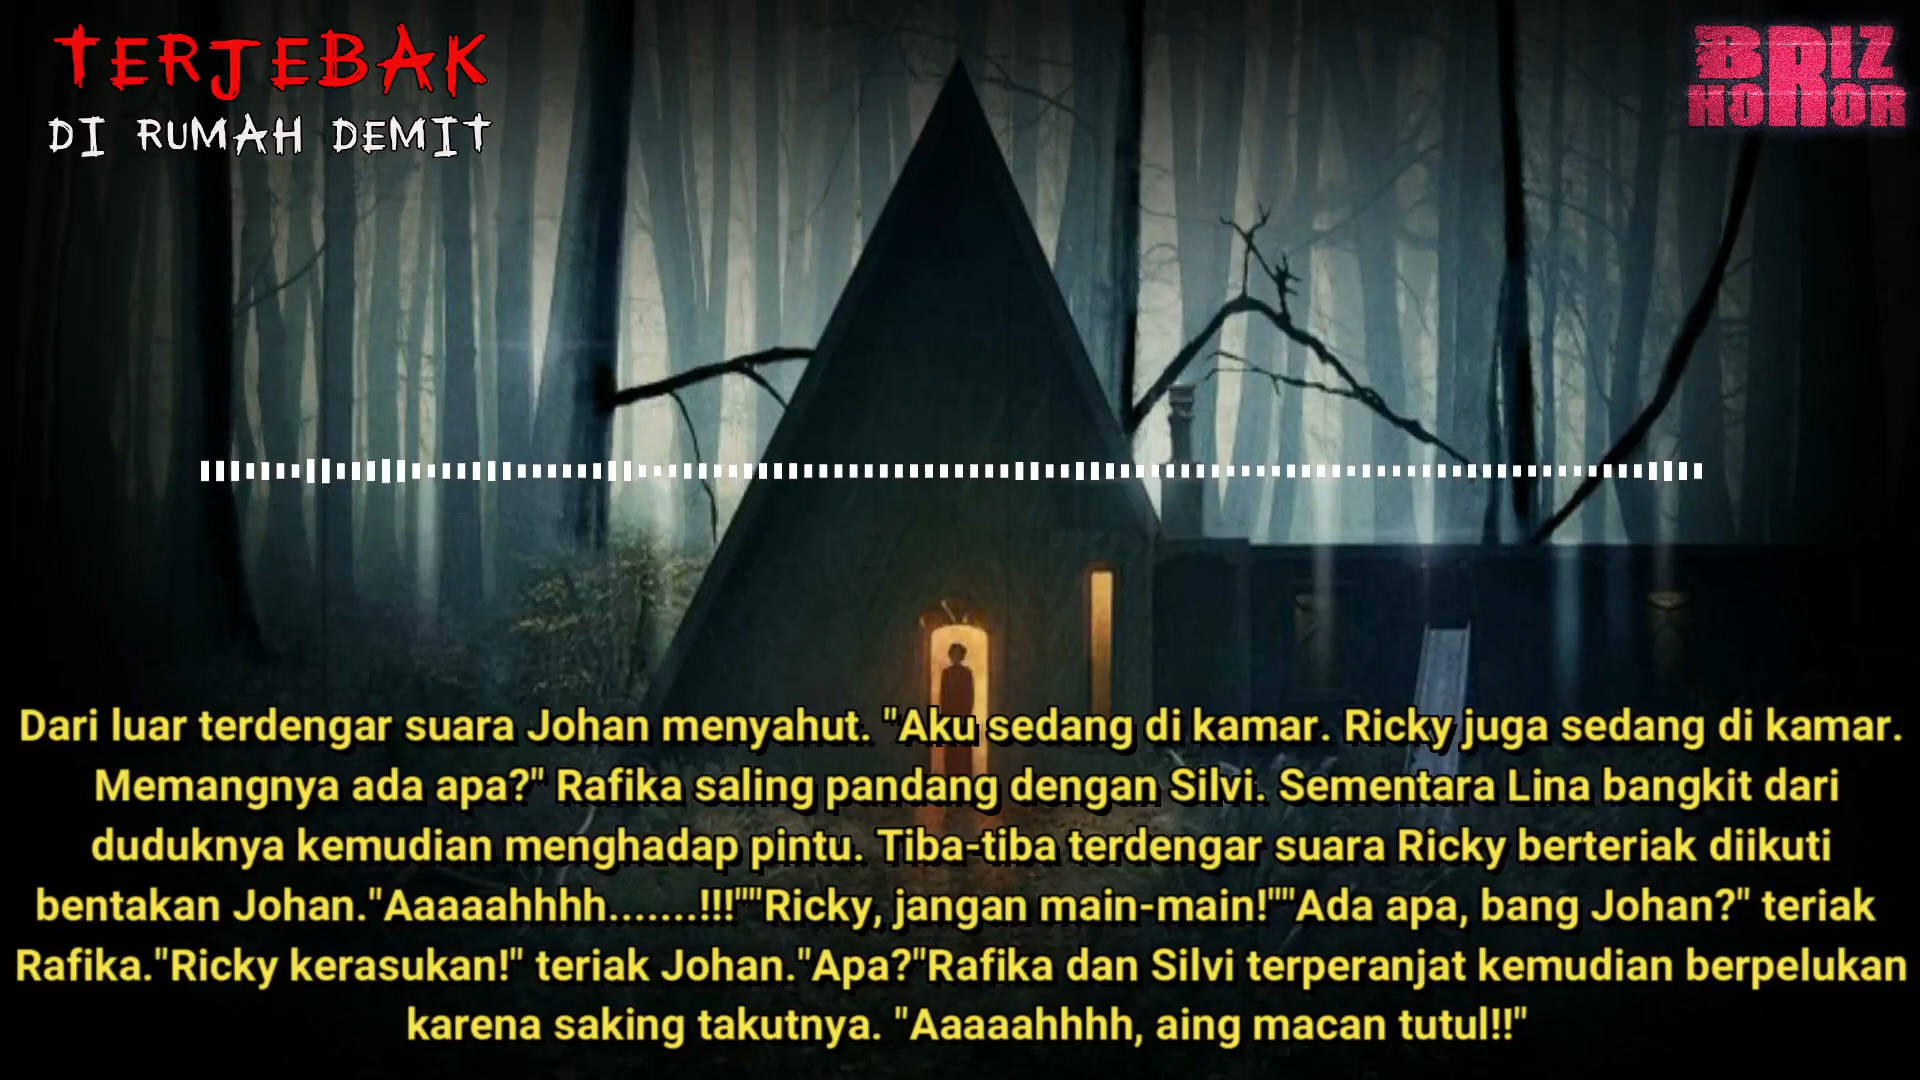 TERJEBAK
DI RUMAH DEMIT
BRIZ
HORROR
Dari luar terdengar suara Johan menyahut. "Aku sedang di kamar. Ricky juga sedang di kamar.
Memangnya ada apa?" Rafika saling pandang dengan Silvi. Sementara Lina bangkit dari
duduknya kemudian menghadap pintu. Tiba-tiba terdengar suara Ricky berteriak diikuti
bentakan Johan."Aaaaahhhh.......!!!""Ricky, jangan main-main!""Ada apa, bang Johan?" teriak
Rafika."Ricky kerasukan!" teriak Johan."Apa?"Rafika dan Silvi terperanjat kemudian berpelukan
karena saking takutnya. "Aaaaahhhh, aing macan tutul!!"